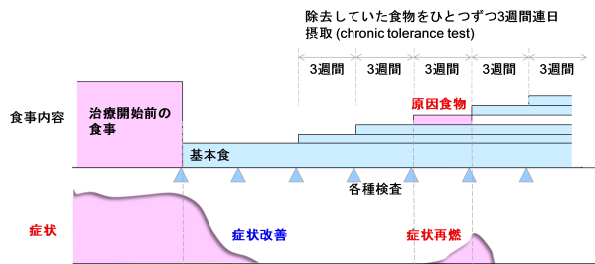 除去していた食物をひとつずつ3週間連日
摂取 (chronic tolerance test)
3週間 3週間 3週間 3週間 3週間
原因食物
食事内容
治療開始前の
食事
基本食
各種検査
症状
症状改善
症状再燃